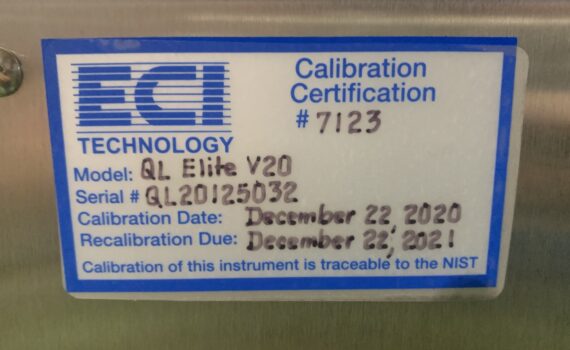 ECI
TECHNOLOGY
Calibration
Certification
# 7123
Model: QL Elite V20
Serial # QL20125032
Calibration Date: December 22 2020
Recalibration Due: December 22, 2021
Calibration of this instrument is traceable to the NIST